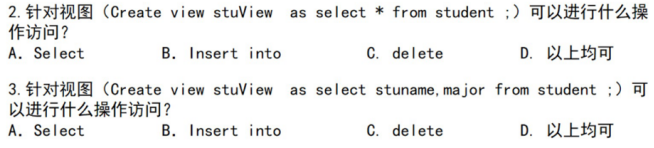 2.针对视图（Create view stuView  as select * from student ;）可以进行什么操
作访问？
A. Select          B. Insert into          C. delete          D. 以上均可
3.针对视图（Create view stuView  as select stuname,major from student ;）可
以进行什么操作访问？
A. Select          B. Insert into          C. delete          D. 以上均可